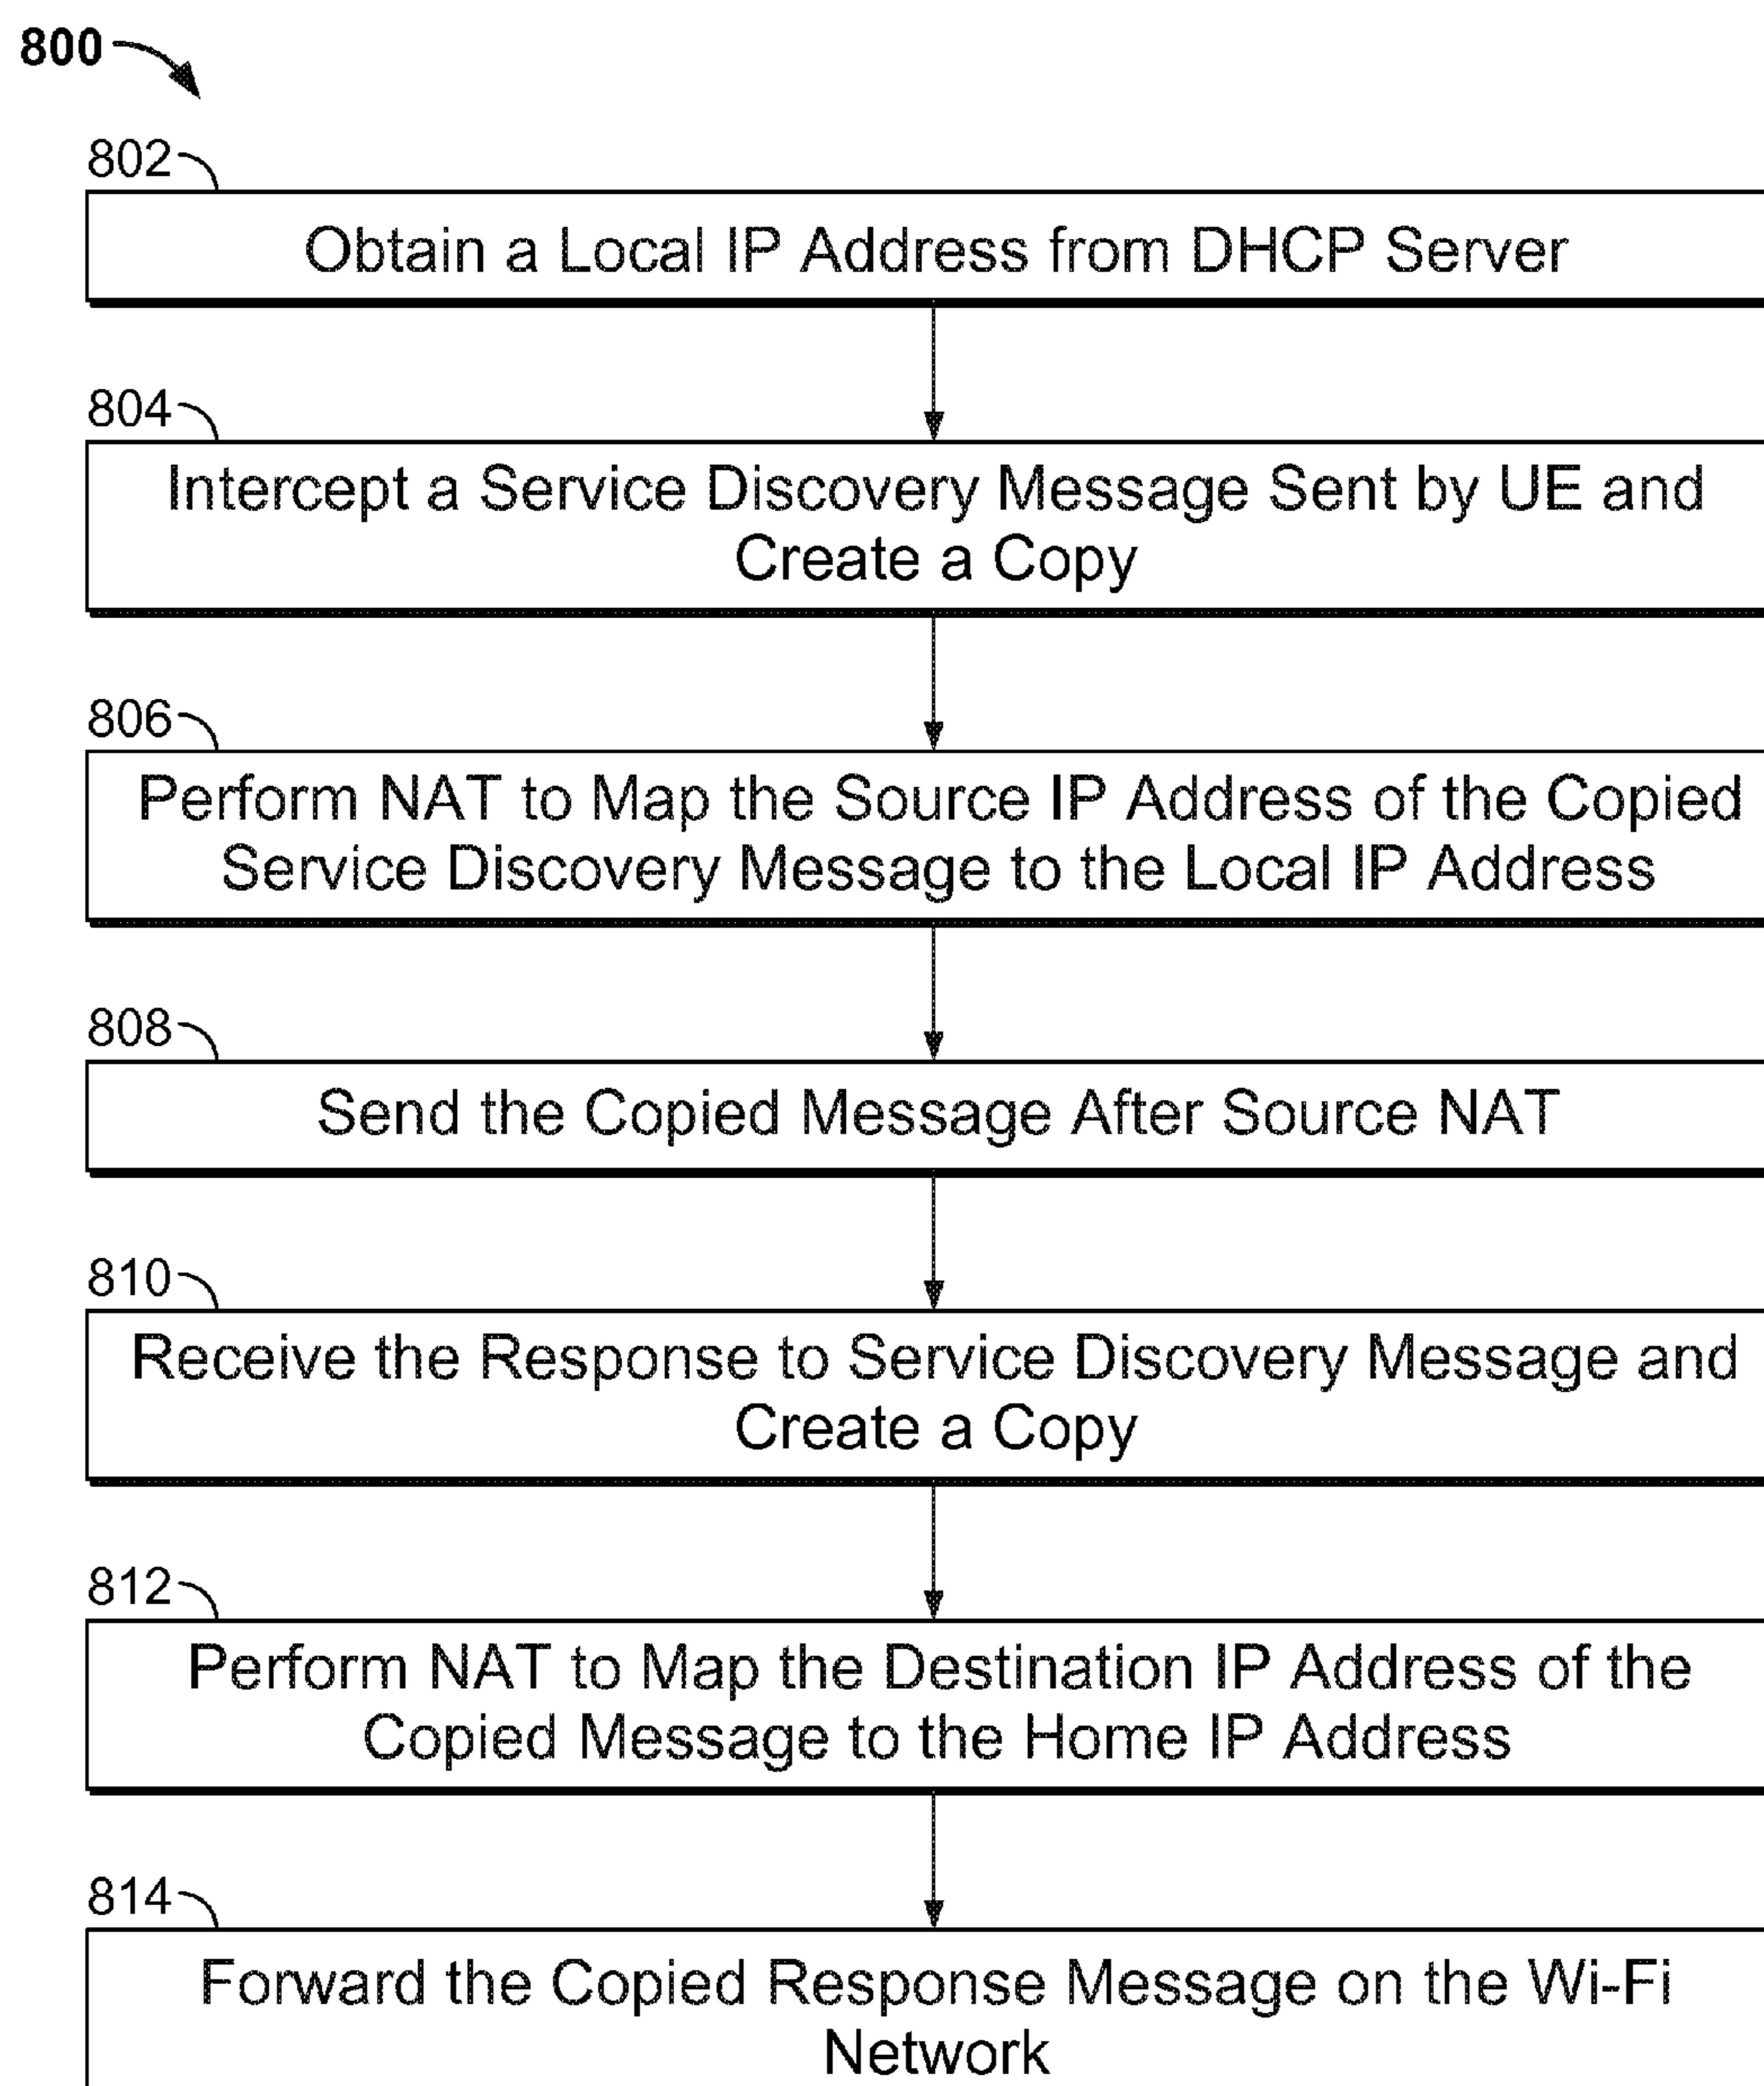 800
802
Obtain a Local IP Address from DHCP Server
804
Intercept a Service Discovery Message Sent by UE and
Create a Copy
806
Perform NAT to Map the Source IP Address of the Copied
Service Discovery Message to the Local IP Address
808
Send the Copied Message After Source NAT
810
Receive the Response to Service Discovery Message and
Create a Copy
812
Perform NAT to Map the Destination IP Address of the
Copied Message to the Home IP Address
814
Forward the Copied Response Message on the Wi-Fi
Network